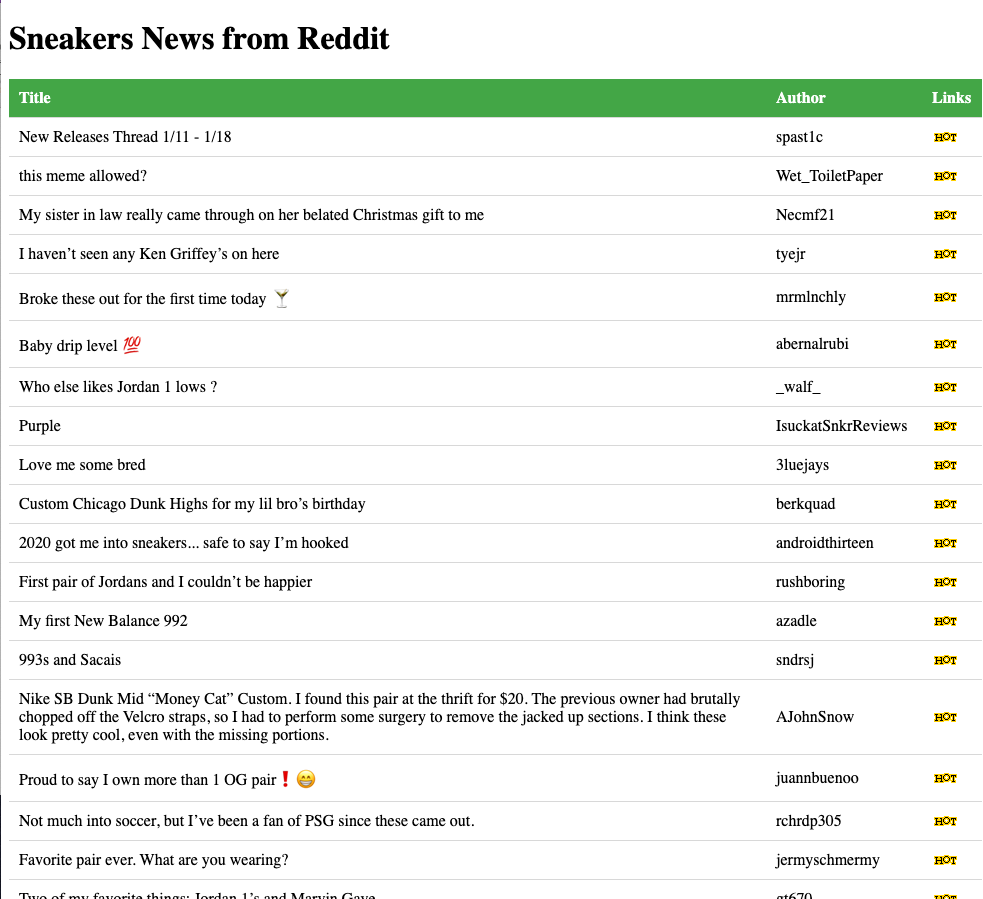 Sneakers News from Reddit
Title Author Links
New Releases Thread 1/11 - 1/18 spast1c HOT
this meme allowed? Wet_ToiletPaper HOT
My sister in law really came through on her belated Christmas gift to me Necmf21 HOT
I haven’t seen any Ken Griffey’s on here tyejr HOT
Broke these out for the first time today 🍸 mrmlnchly HOT
Baby drip level 💯 abernalrubi HOT
Who else likes Jordan 1 lows ? _walf_ HOT
Purple IsuckatSnkrReviews HOT
Love me some bred 3luejays HOT
Custom Chicago Dunk Highs for my lil bro’s birthday berkquad HOT
2020 got me into sneakers... safe to say I’m hooked androidthirteen HOT
First pair of Jordans and I couldn’t be happier rushboring HOT
My first New Balance 992 azadle HOT
993s and Sacais sndrsj HOT
Nike SB Dunk Mid “Money Cat” Custom. I found this pair at the thrift for $20. The previous owner had brutally
chopped off the Velcro straps, so I had to perform some surgery to remove the jacked up sections. I think these AJohnSnow HOT
look pretty cool, even with the missing portions.
Proud to say I own more than 1 OG pair❗😁 juannbuenoo HOT
Not much into soccer, but I’ve been a fan of PSG since these came out. rchrdp305 HOT
Favorite pair ever. What are you wearing? jermyschmermy HOT
Two of my favorite things: Jordan 1’s and Marvin Gaye HOT